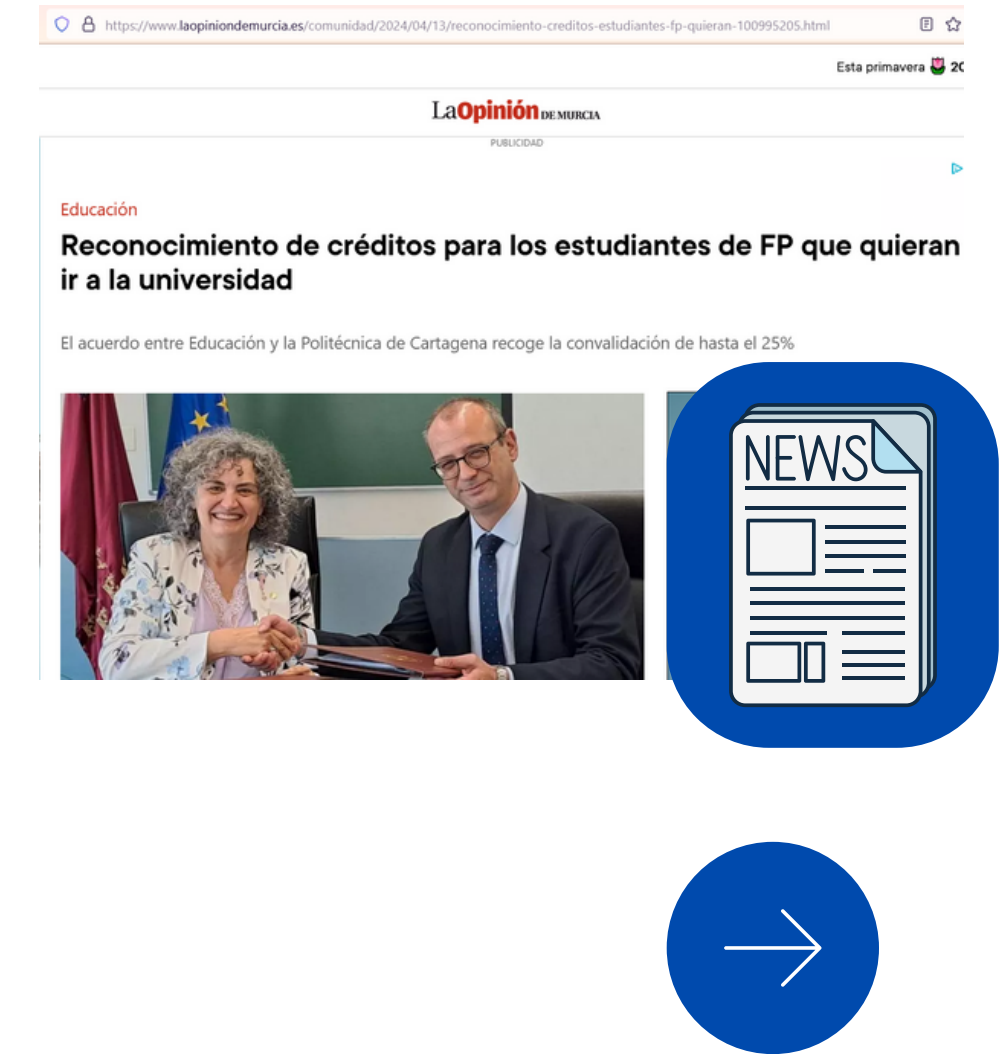 https://www.laopiniondemurcia.es/comunidad/2024/04/13/reconocimiento-creditos-estudiantes-fp-quieran-100995205.html
Esta primavera 🌷 20
LaOpinión DE MURCIA
PUBLICIDAD
Educación
Reconocimiento de créditos para los estudiantes de FP que quieran
ir a la universidad
El acuerdo entre Educación y la Politécnica de Cartagena recoge la convalidación de hasta el 25%
NEWS